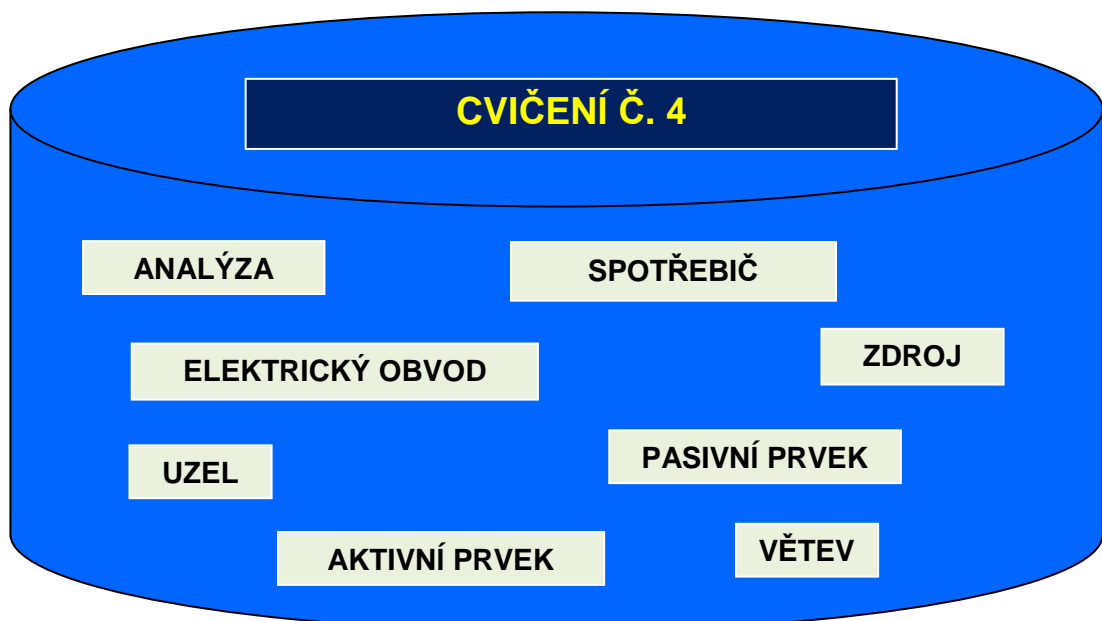 CVIČENÍ Č. 4
ANALÝZA
SPOTŘEBIČ
ELEKTRICKÝ OBVOD
ZDROJ
UZEL
PASIVNÍ PRVEK
AKTIVNÍ PRVEK
VĚTEV